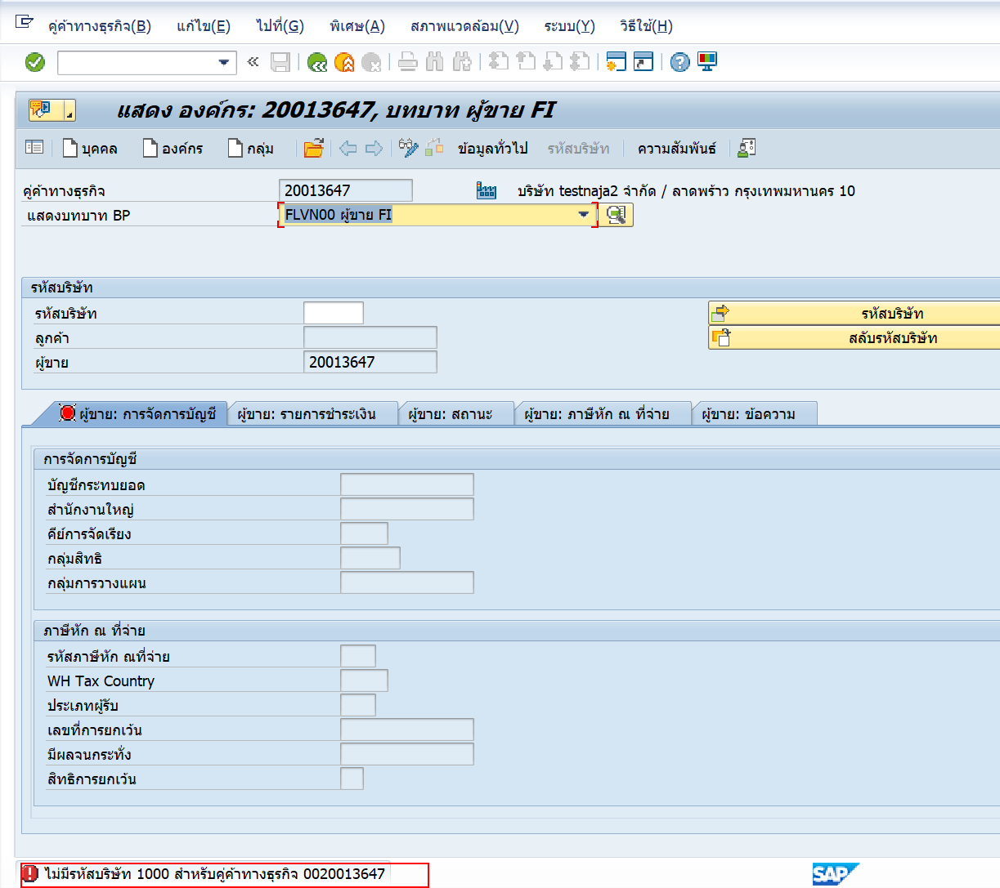 คู่ค้าทางธุรกิจ(B) แก้ไข(E) ไปที่(G) พิเศษ(A) สภาพแวดล้อม(V) ระบบ(Y) วิธีใช้(H)
แสดง องค์กร: 20013647, บทบาท ผู้ขาย FI
บุคคล องค์กร กลุ่ม ข้อมูลทั่วไป รหัสบริษัท ความสัมพันธ์
คู่ค้าทางธุรกิจ 20013647 บริษัท testnaja2 จำกัด / ลาดพร้าว กรุงเทพมหานคร 10
แสดงบทบาท BP FLVN00 ผู้ขาย FI
รหัสบริษัท
รหัสบริษัท รหัสบริษัท
ลูกค้า สลับรหัสบริษัท
ผู้ขาย 20013647
ผู้ขาย: การจัดการบัญชี ผู้ขาย: รายการชำระเงิน ผู้ขาย: สถานะ ผู้ขาย: ภาษีหัก ณ ที่จ่าย ผู้ขาย: ข้อความ
การจัดการบัญชี
บัญชีกระทบยอด
สำนักงานใหญ่
คีย์การจัดเรียง
กลุ่มสิทธิ
กลุ่มการวางแผน
ภาษีหัก ณ ที่จ่าย
รหัสภาษีหัก ณที่จ่าย
WH Tax Country
ประเภทผู้รับ
เลขที่การยกเว้น
มีผลจนกระทั่ง
สิทธิการยกเว้น
ไม่มีรหัสบริษัท 1000 สำหรับคู่ค้าทางธุรกิจ 0020013647
SAP